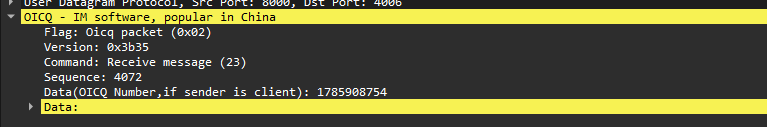 User Datagram Protocol, Src Port: 8000, Dst Port: 4006
OICQ - IM software, popular in China
Flag: Oicq packet (0x02)
Version: 0x3b35
Command: Receive message (23)
Sequence: 4072
Data(OICQ Number,if sender is client): 1785908754
Data: